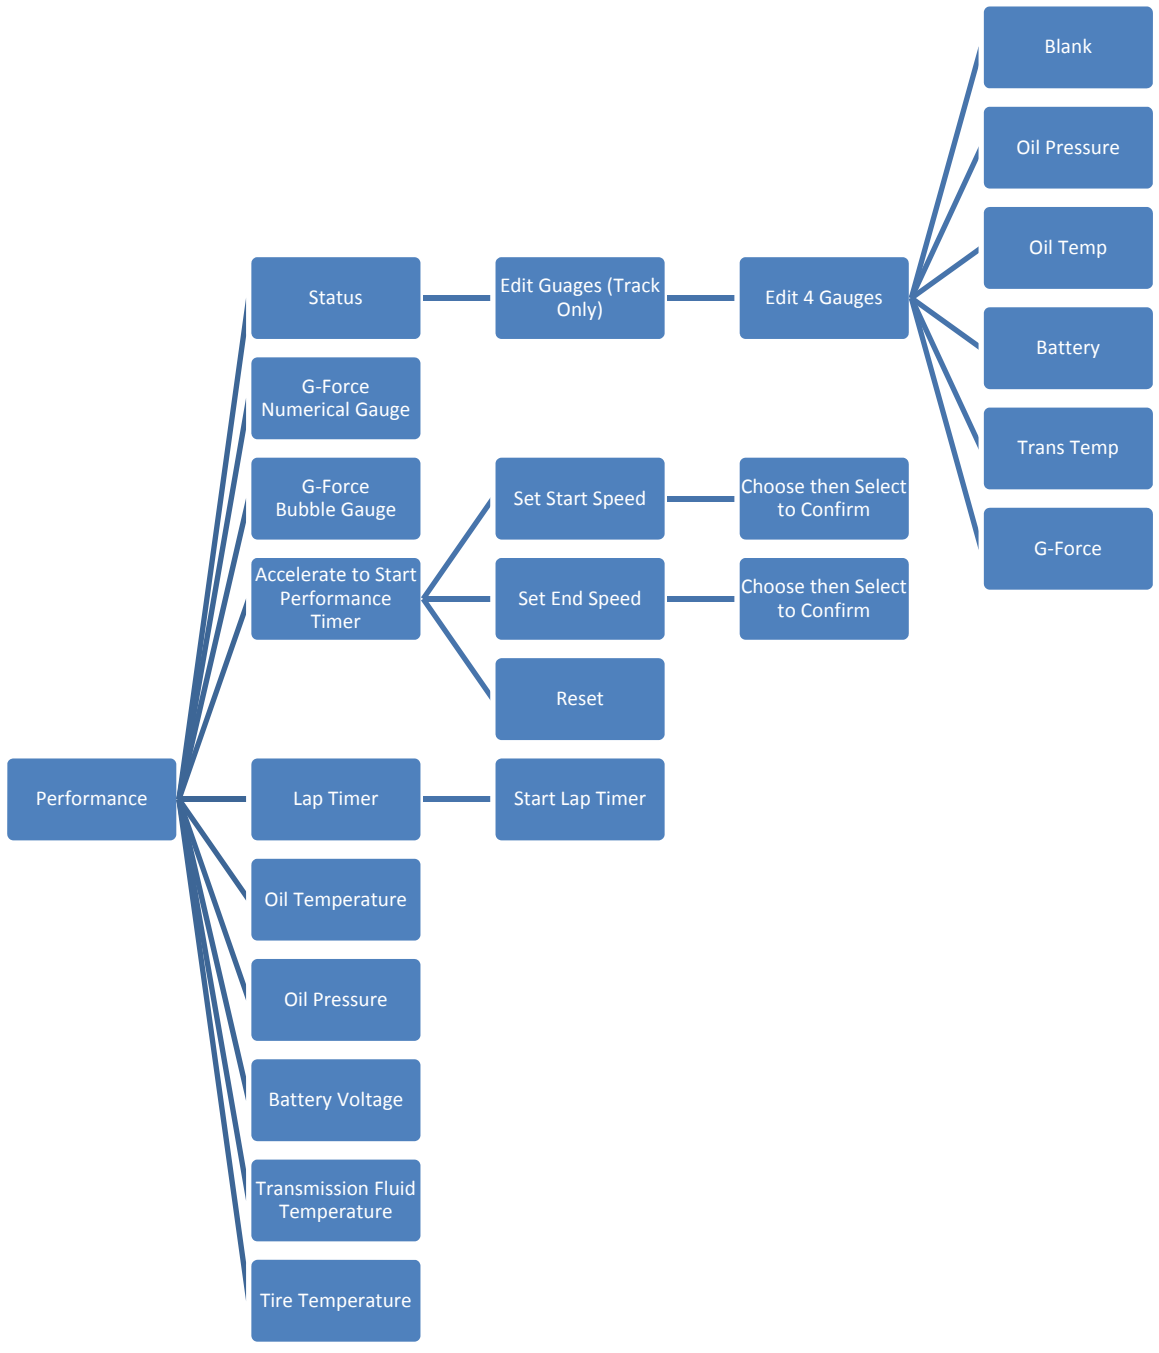 Performance
Status
Edit Guages (Track
Only)
Edit 4 Gauges
Blank
Oil Pressure
Oil Temp
Battery
Trans Temp
G-Force
G-Force
Numerical Gauge
G-Force
Bubble Gauge
Accelerate to Start
Performance
Timer
Set Start Speed
Choose then Select
to Confirm
Set End Speed
Choose then Select
to Confirm
Reset
Lap Timer
Start Lap Timer
Oil Temperature
Oil Pressure
Battery Voltage
Transmission Fluid
Temperature
Tire Temperature